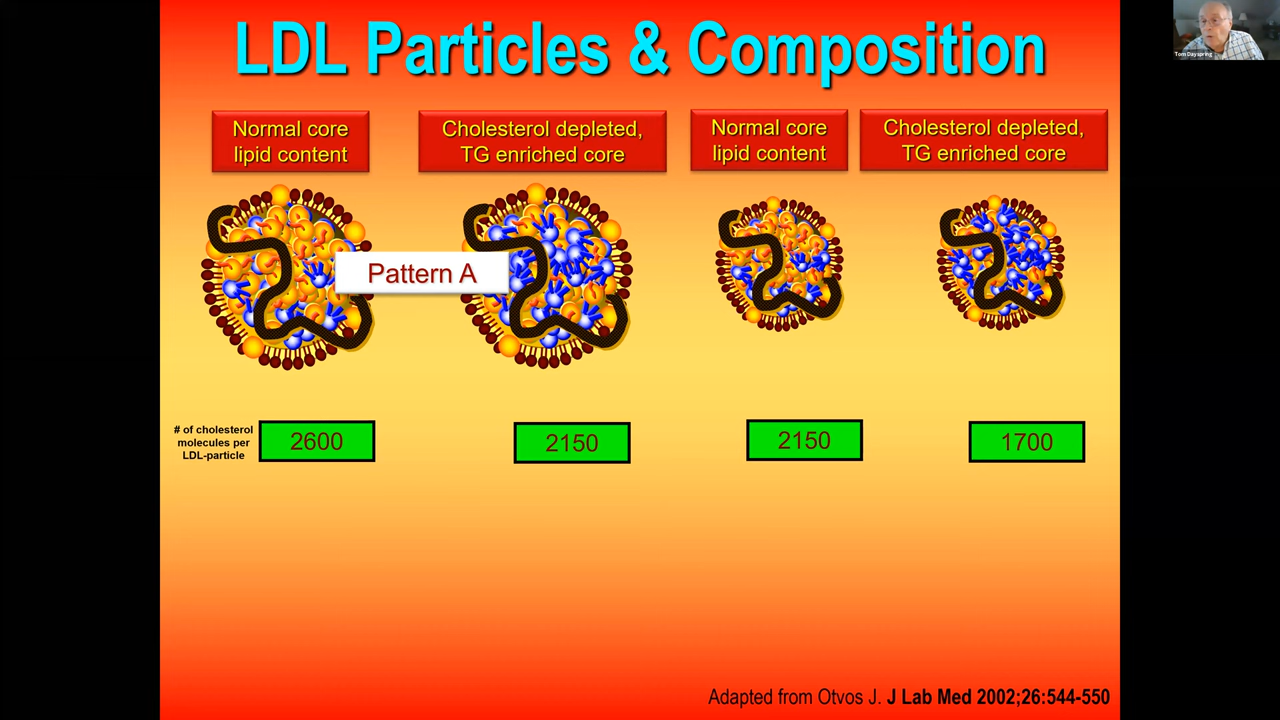 LDL Particles & Composition
Normal core
lipid content
Cholesterol depleted,
TG enriched core
Normal core
lipid content
Cholesterol depleted,
TG enriched core
Pattern A
# of cholesterol
molecules per
LDL-particle
2600
2150
2150
1700
Adapted from Otvos J. J Lab Med 2002;26:544-550
Tom Dayspring